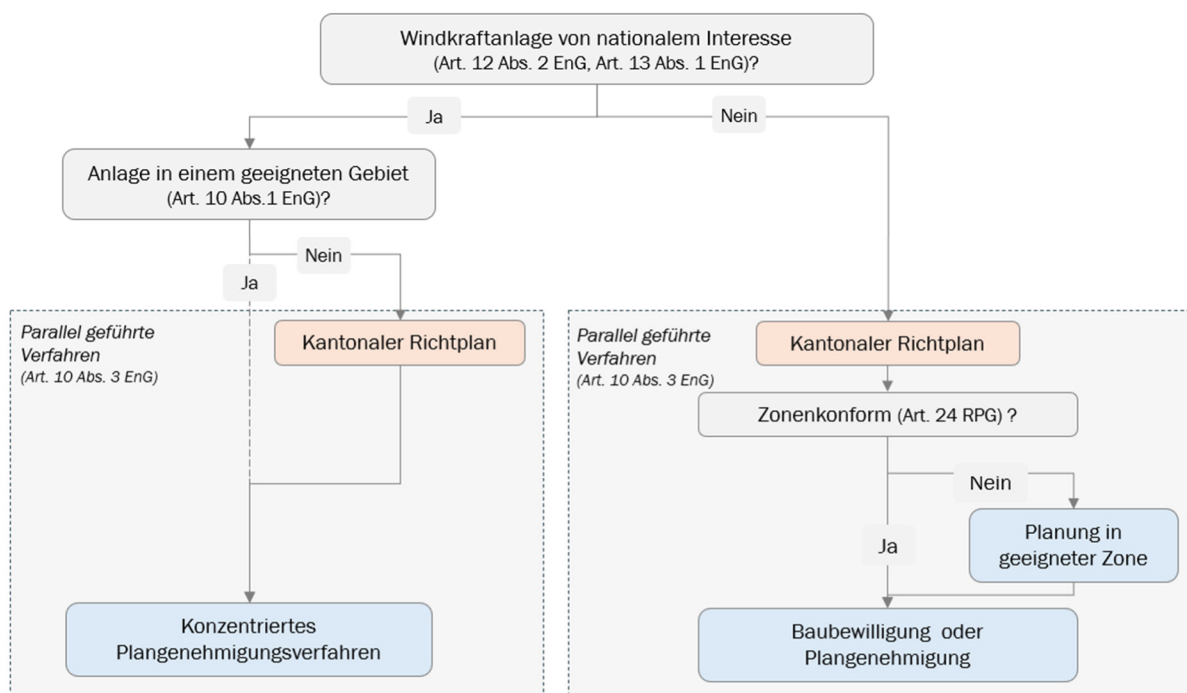 Windkraftanlage von nationalem Interesse
(Art. 12 Abs. 2 EnG, Art. 13 Abs. 1 EnG)?
Ja
Nein
Anlage in einem geeigneten Gebiet
(Art. 10 Abs.1 EnG)?
Nein
Ja
Parallel geführte
Verfahren
(Art. 10 Abs. 3 EnG)
Kantonaler Richtplan
Konzentriertes
Plangenehmigungsverfahren
Parallel geführte
Verfahren
(Art. 10 Abs. 3 EnG)
Kantonaler Richtplan
Zonenkonform (Art. 24 RPG) ?
Nein
Ja
Planung in
geeigneter Zone
Baubewilligung oder
Plangenehmigung